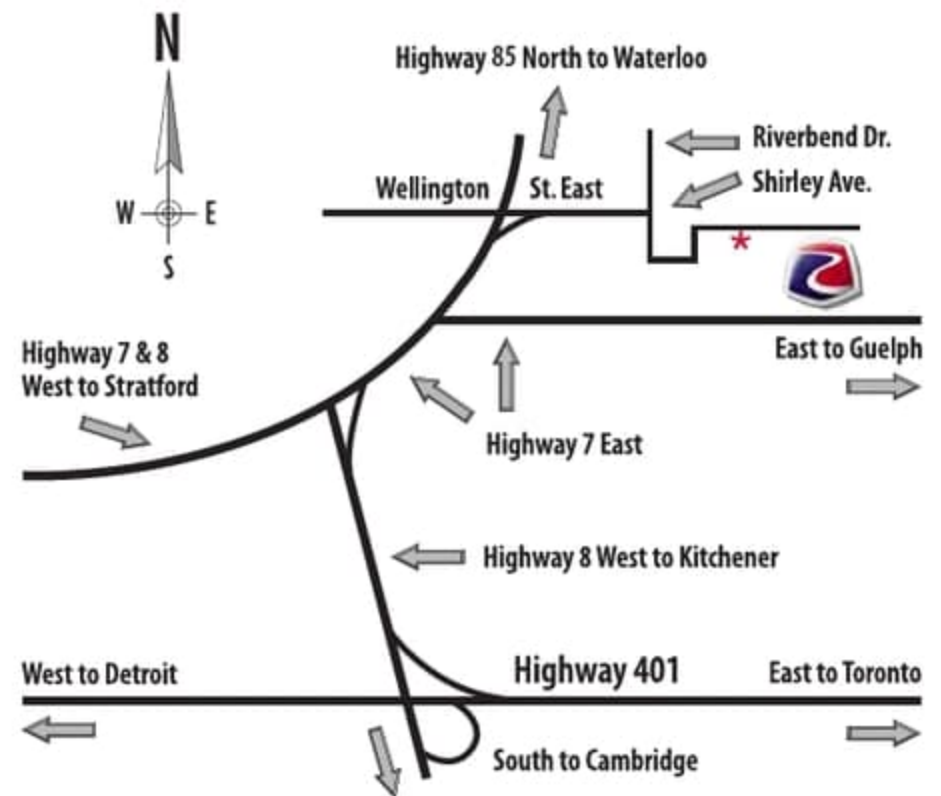 N
Highway 85 North to Waterloo
Riverbend Dr.
Wellington St. East
Shirley Ave.
W E
S
*
Highway 7 & 8
West to Stratford
East to Guelph
Highway 7 East
Highway 8 West to Kitchener
West to Detroit
Highway 401
East to Toronto
South to Cambridge